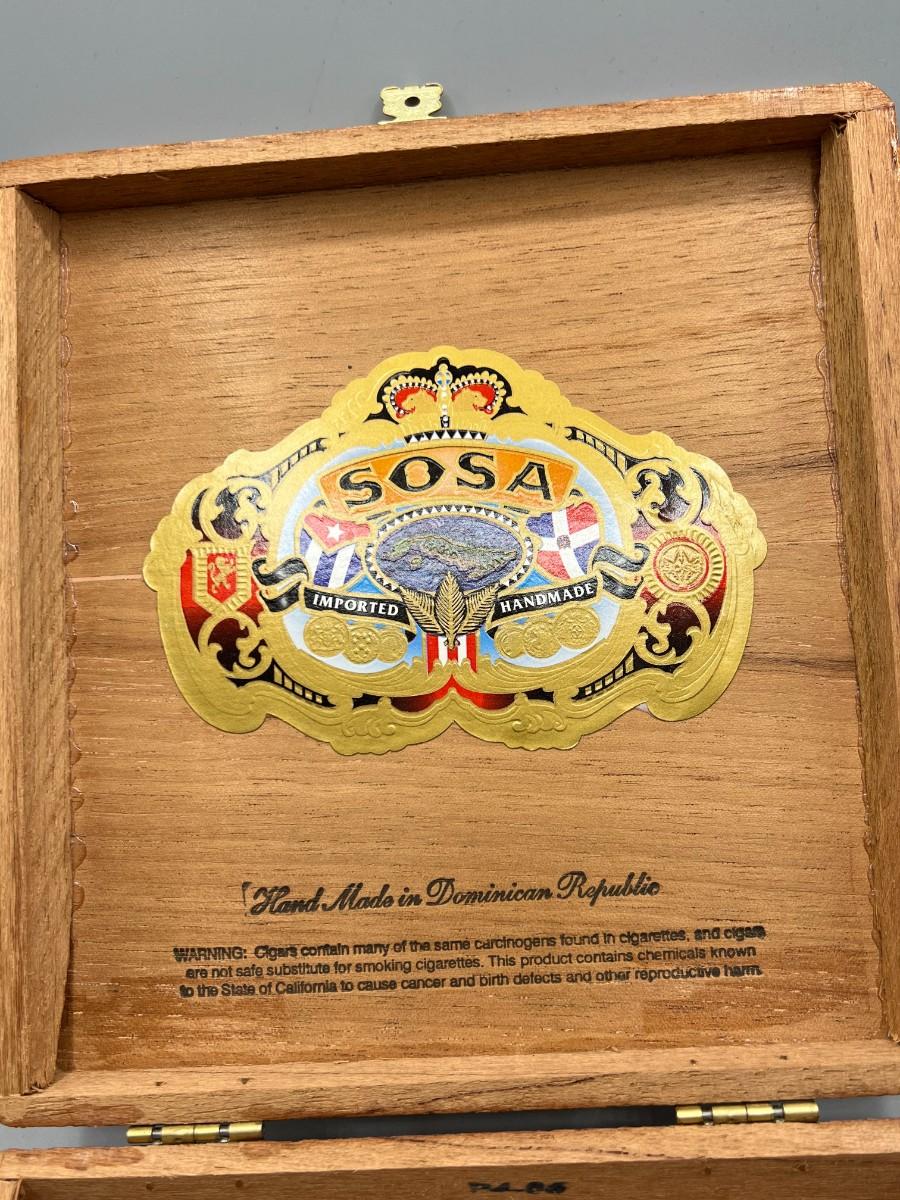 SOSA
IMPORTED HANDMADE
Hand Made in Dominican Republic
WARNING: Cigars contain many of the same carcinogens found in cigarettes, and cigars
are not safe substitute for smoking cigarettes. This product contains chemicals known
to the State of California to cause cancer and birth defects and other reproductive harm.